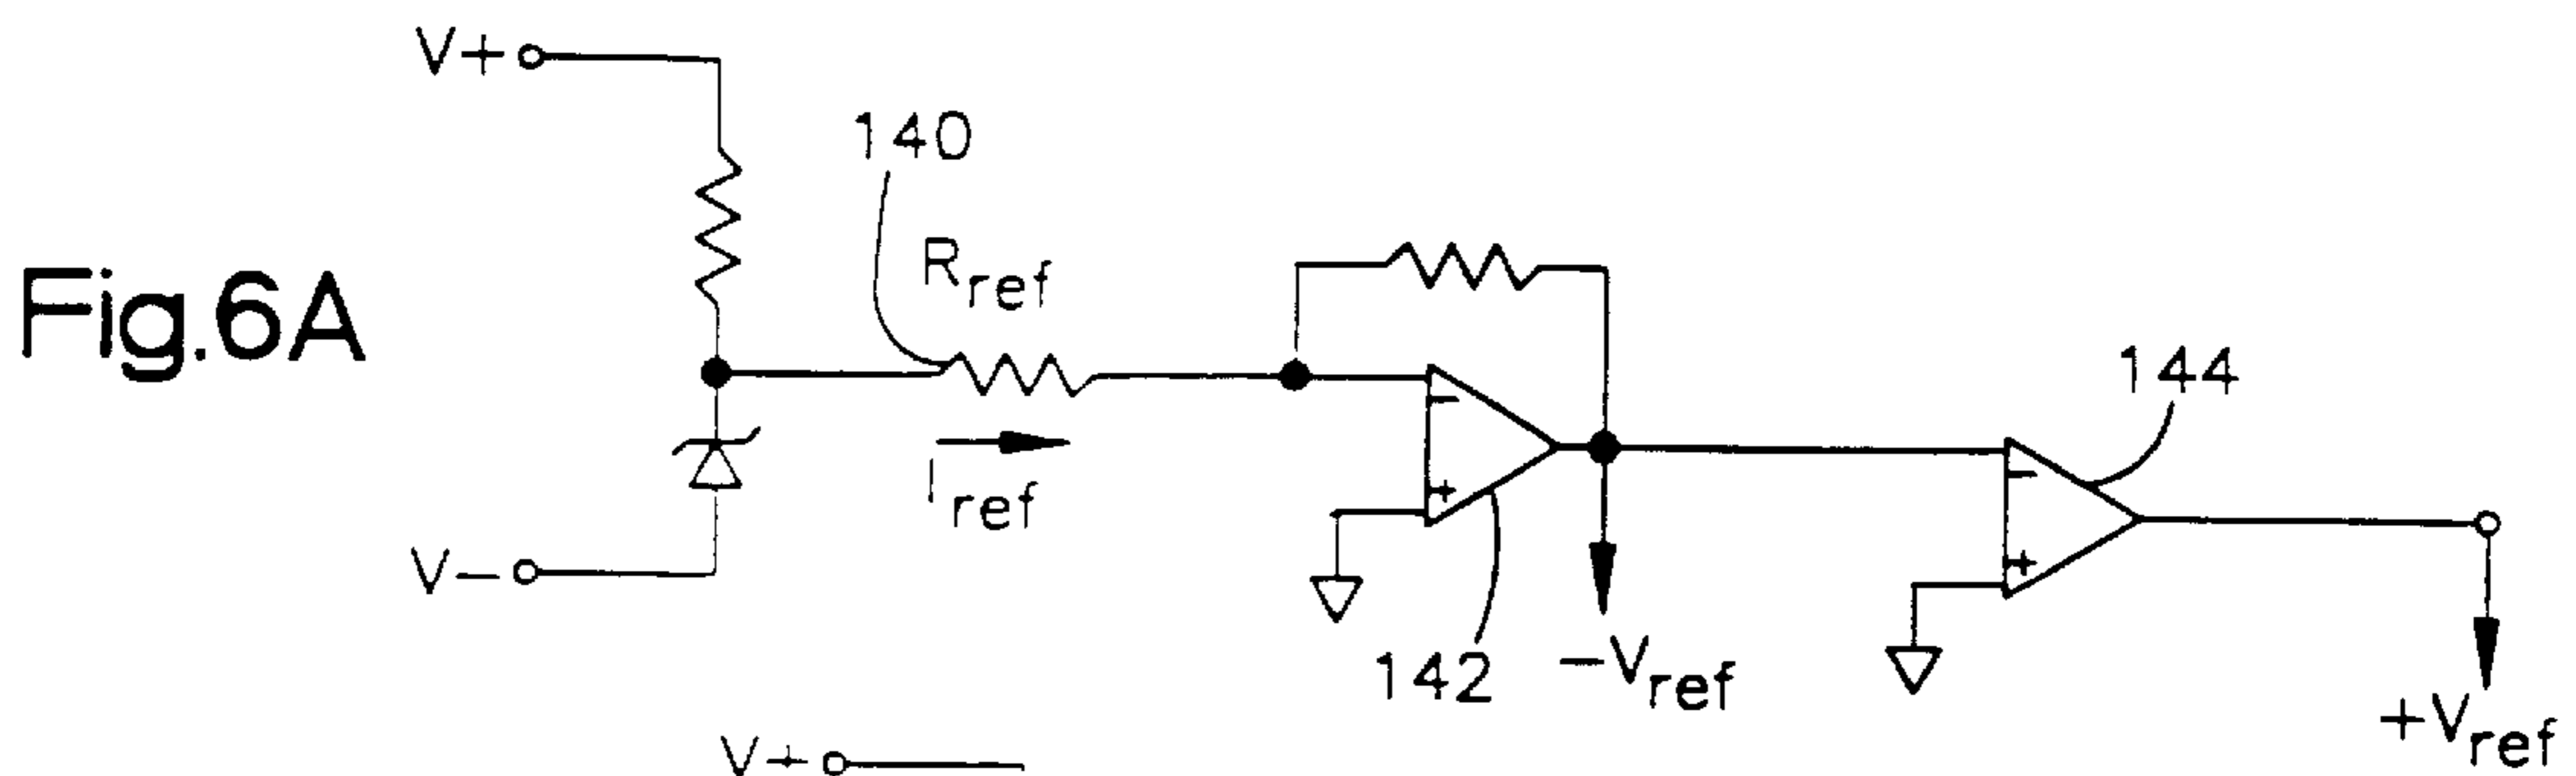 V+
140
R_ref
Fig.6A
I_ref
144
V-
142
-V_ref
+V_ref
V+